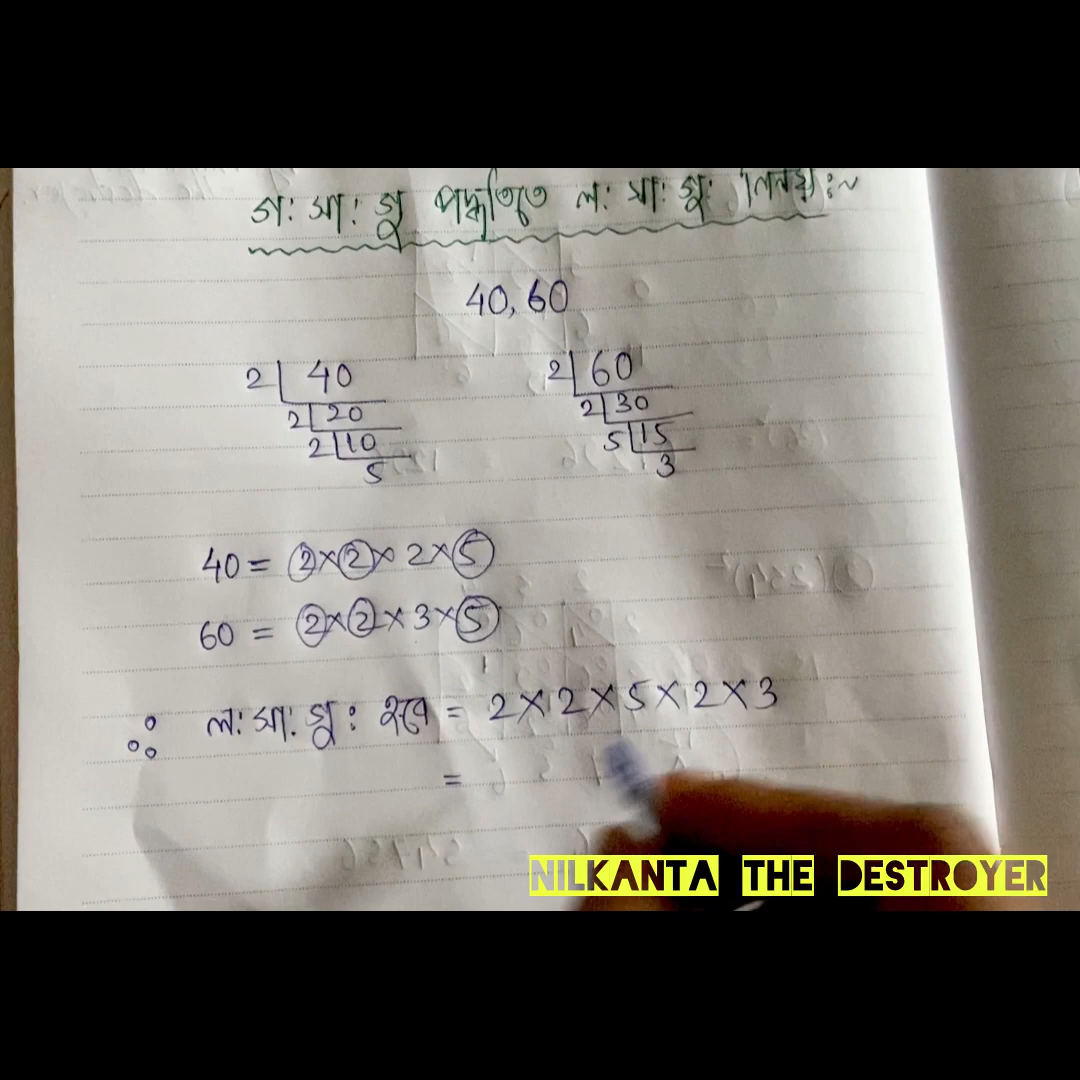 গ: সা: গু পদ্ধতিতে ল: সা: গু: নির্নয়:~
40, 60
2 40
2 20
2 10
5
2 60
2 30
5 15
3
40 = 2 × 2 × 2 × 5
60 = 2 × 2 × 3 × 5
∴ ল: সা: গু: হবে = 2 × 2 × 5 × 2 × 3
=
NILKANTA THE DESTROYER